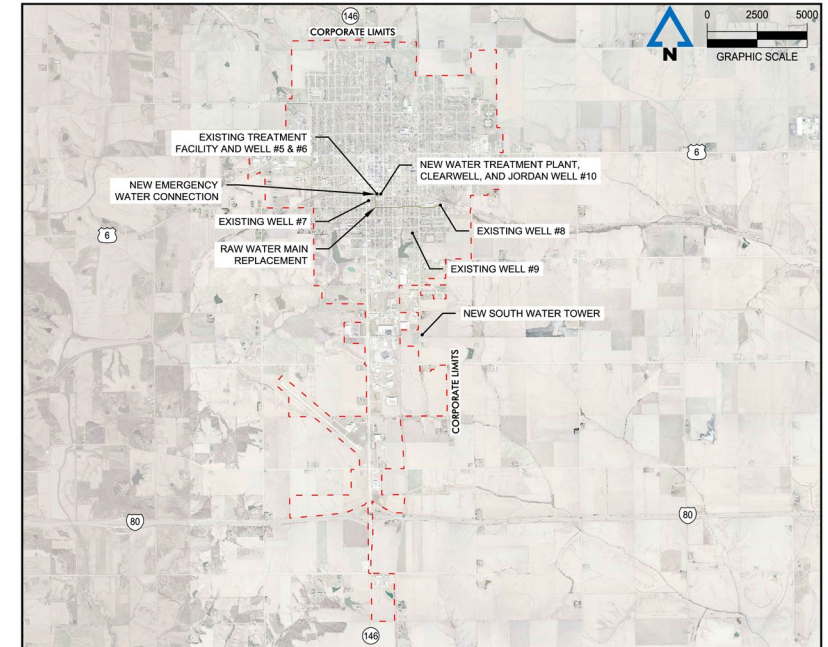 146
CORPORATE LIMITS
N
0 2500 5000
GRAPHIC SCALE
EXISTING TREATMENT
FACILITY AND WELL #5 & #6
NEW WATER TREATMENT PLANT,
CLEARWELL, AND JORDAN WELL #10
6
NEW EMERGENCY
WATER CONNECTION
EXISTING WELL #7
EXISTING WELL #8
6
RAW WATER MAIN
REPLACEMENT
EXISTING WELL #9
NEW SOUTH WATER TOWER
CORPORATE LIMITS
80
80
146